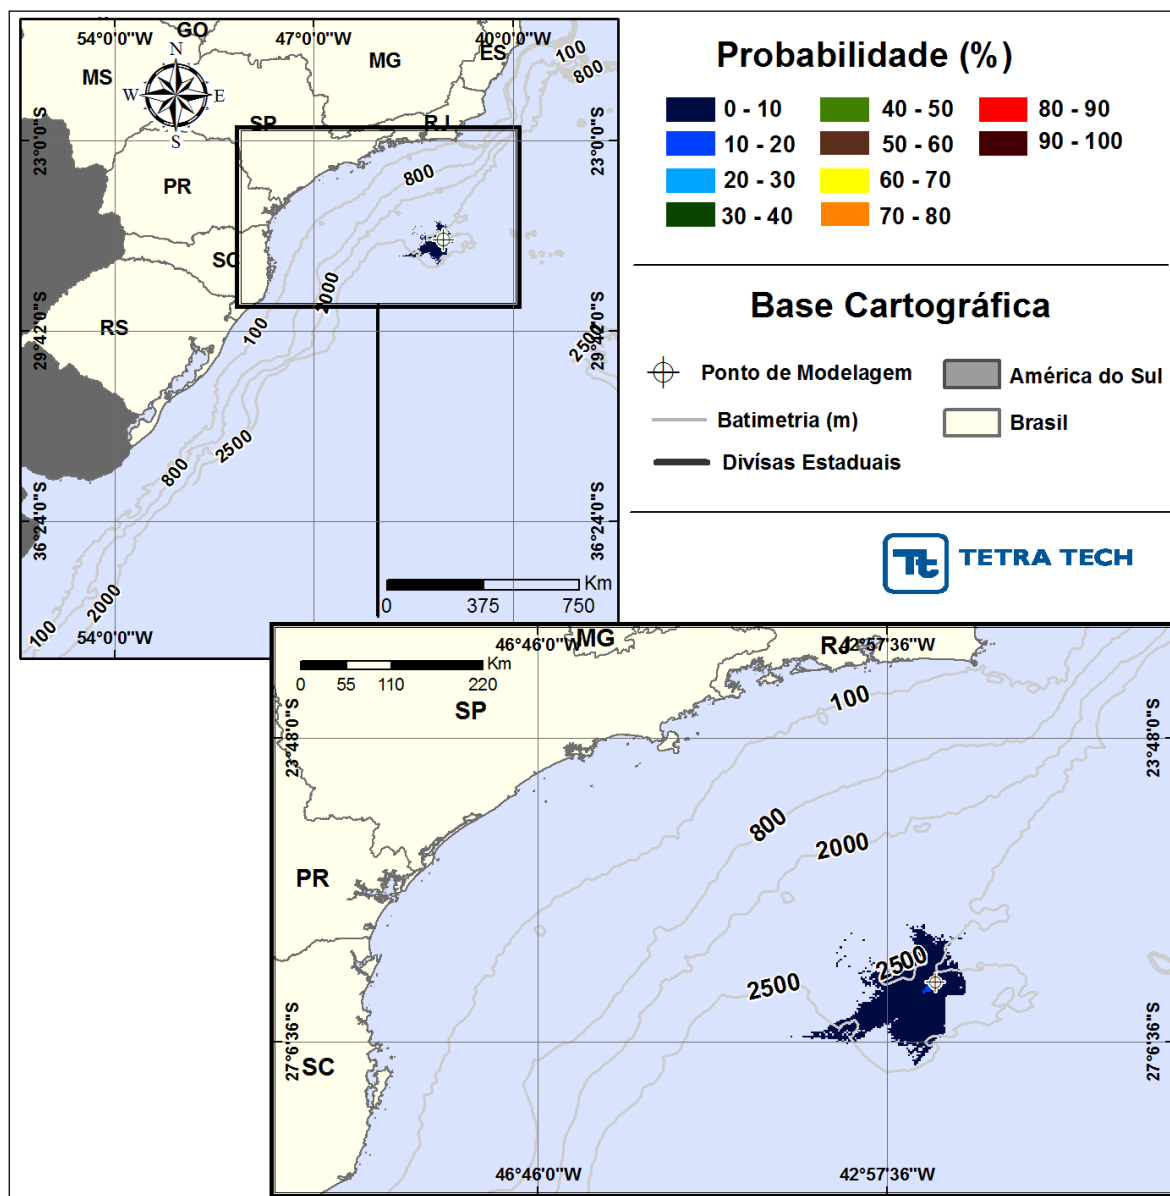 54°0'0"W
47°0'0"W
40°0'0"W
GO
MG
ES
MS
N
W
E
S
SP
RJ
PR
SC
RS
100
800
800
2000
100
2500
2500
800
2000
100
23°0'0"S
23°0'0"S
29°42'0"S
29°42'0"S
36°24'0"S
36°24'0"S
54°0'0"W
Km
0 375 750
Probabilidade (%)
0 - 10
40 - 50
80 - 90
10 - 20
50 - 60
90 - 100
20 - 30
60 - 70
30 - 40
70 - 80
Base Cartográfica
Ponto de Modelagem
América do Sul
Batimetria (m)
Brasil
Divísas Estaduais
Tt TETRA TECH
46°46'0"W
MG
RJ
42°57'36"W
Km
0 55 110 220
SP
100
23°48'0"S
23°48'0"S
800
2000
PR
2500
2500
27°6'36"S
27°6'36"S
SC
46°46'0"W
42°57'36"W